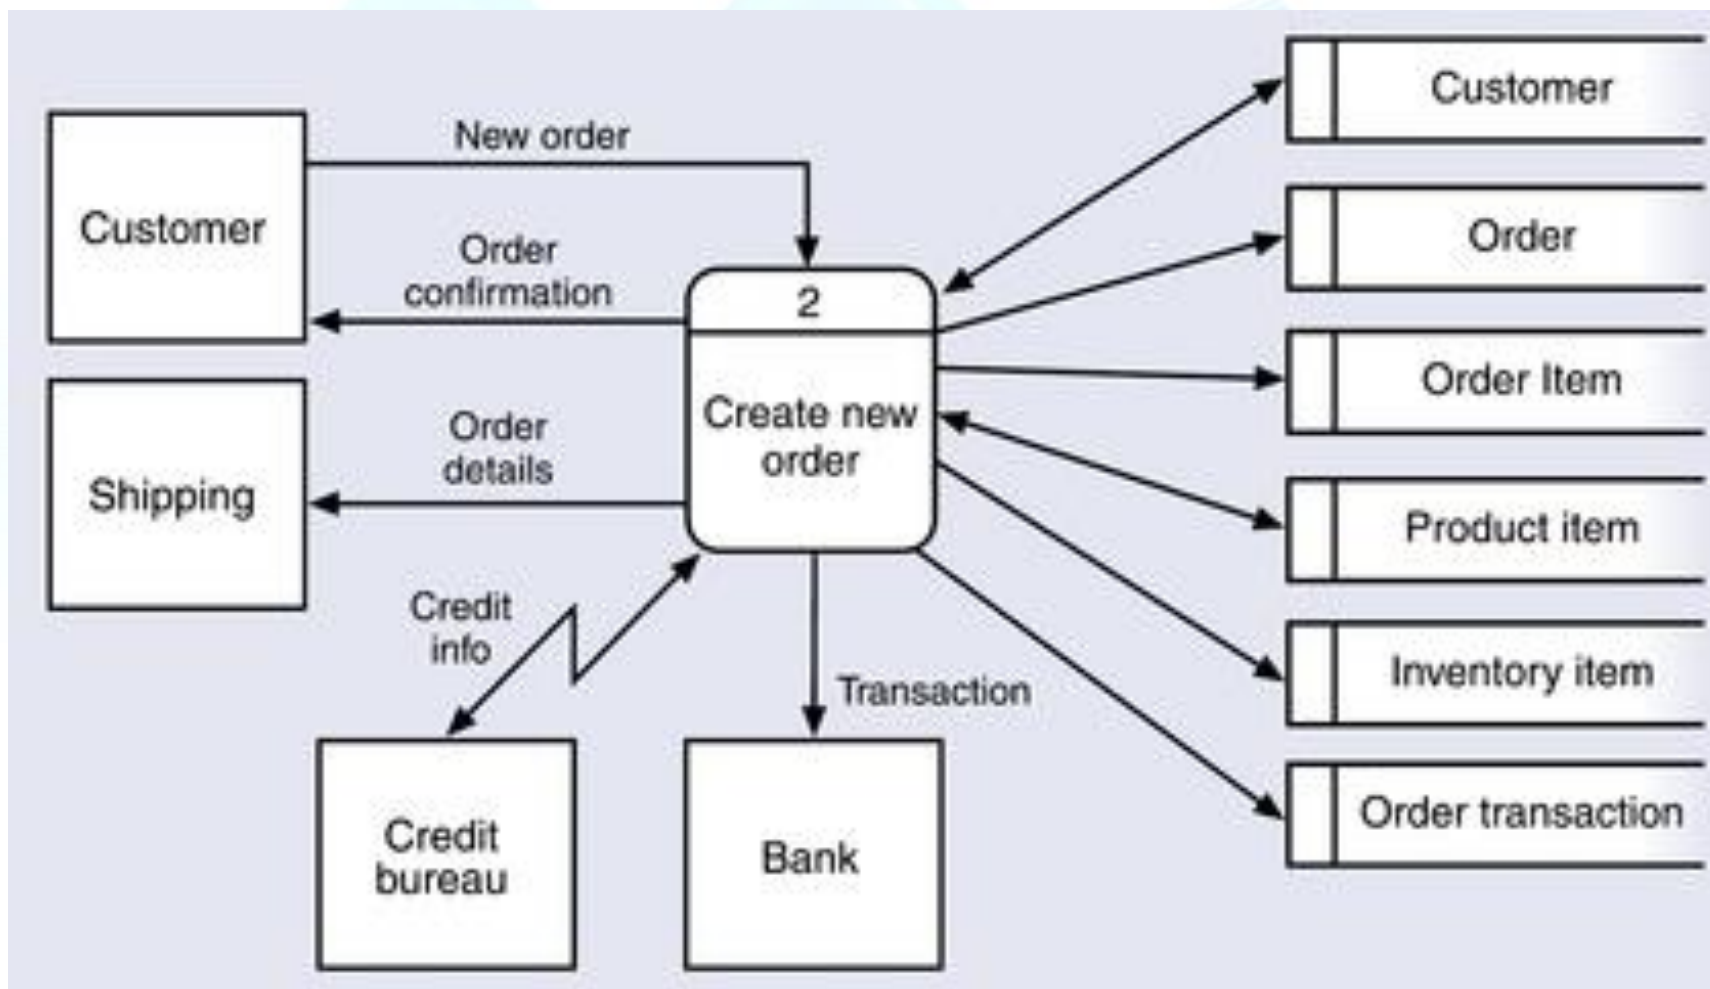 New order
Customer
Order
confirmation
2
Create new
order
Shipping
Order
details
Credit
info
Transaction
Credit
bureau
Bank
Customer
Order
Order Item
Product item
Inventory item
Order transaction